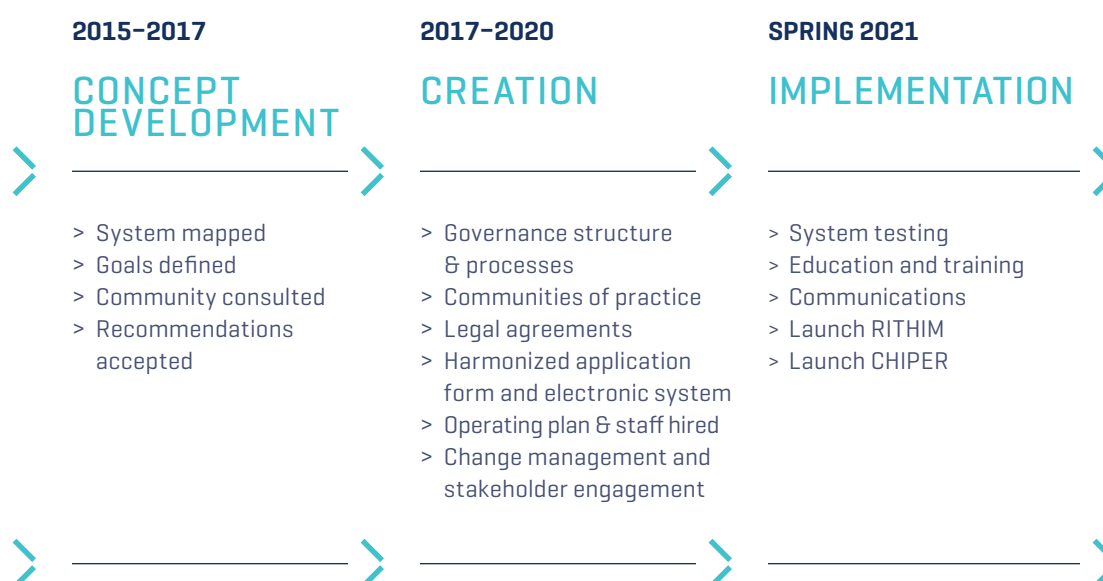 2015–2017
CONCEPT
DEVELOPMENT
> System mapped
> Goals defined
> Community consulted
> Recommendations
accepted
2017–2020
CREATION
> Governance structure
& processes
> Communities of practice
> Legal agreements
> Harmonized application
form and electronic system
> Operating plan & staff hired
> Change management and
stakeholder engagement
SPRING 2021
IMPLEMENTATION
> System testing
> Education and training
> Communications
> Launch RITHIM
> Launch CHIPER